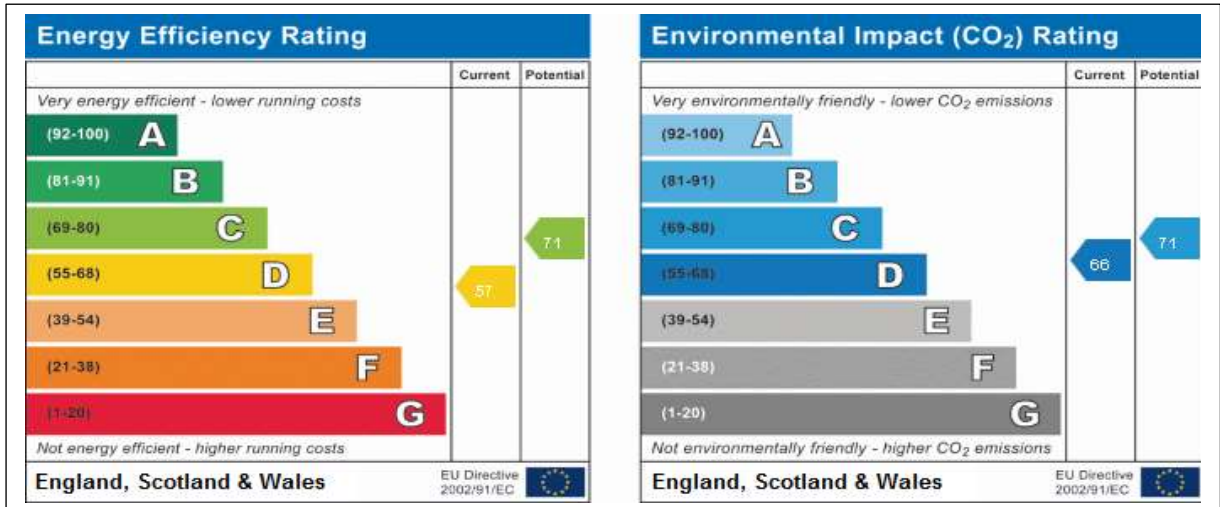 Energy Efficiency Rating
Current Potential
Very energy efficient - lower running costs
(92-100) A
(81-91) B
(69-80) C
71
(55-68) D
57
(39-54) E
(21-38) F
(1-20) G
Not energy efficient - higher running costs
England, Scotland & Wales
EU Directive
2002/91/EC
Environmental Impact (CO₂) Rating
Current Potential
Very environmentally friendly - lower CO₂ emissions
(92-100) A
(81-91) B
(69-80) C
71
(55-68) D
66
(39-54) E
(21-38) F
(1-20) G
Not environmentally friendly - higher CO₂ emissions
England, Scotland & Wales
EU Directive
2002/91/EC